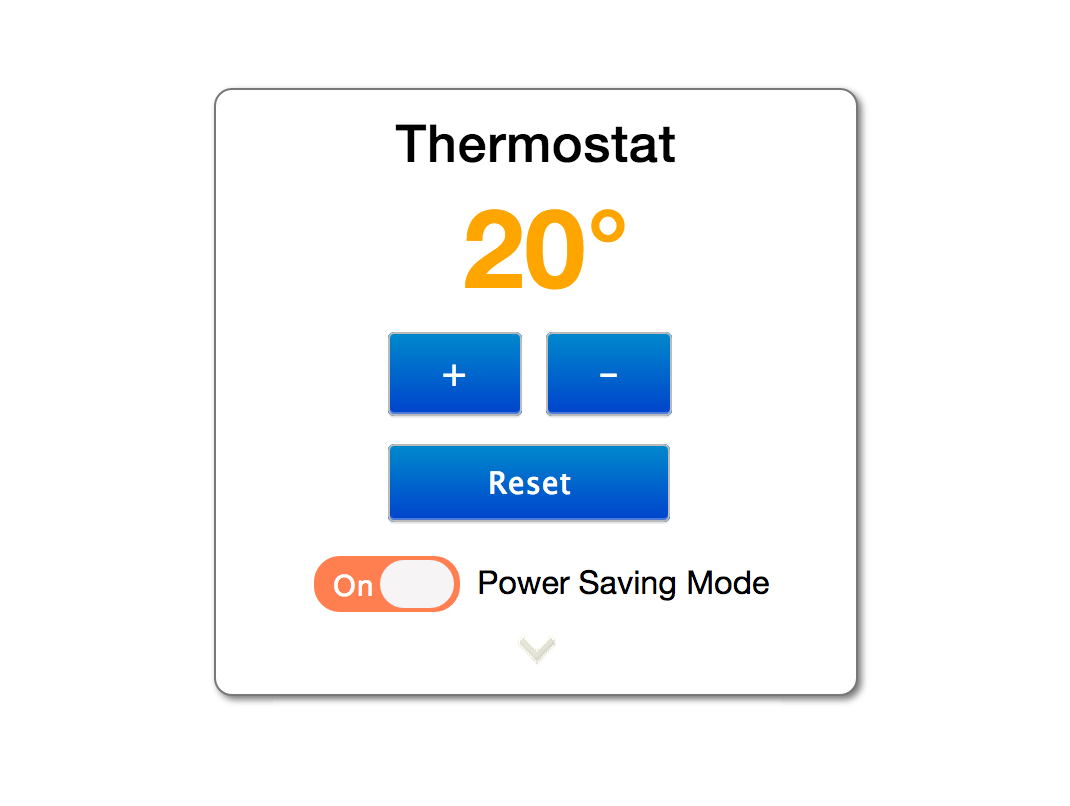 Thermostat
20°
+ -
Reset
On Power Saving Mode